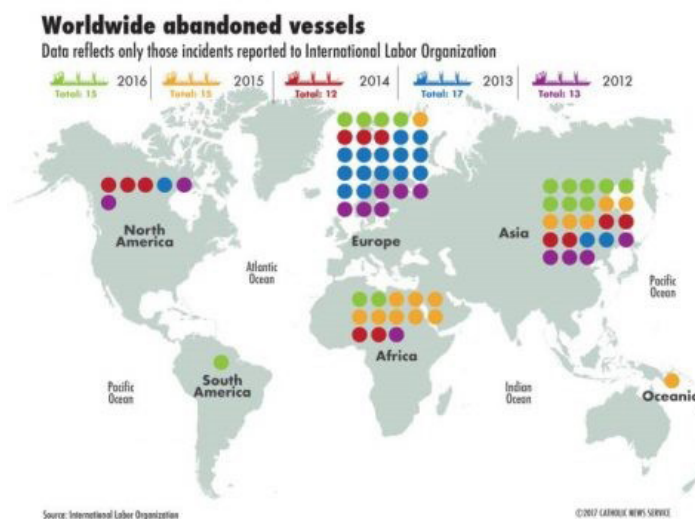 Worldwide abandoned vessels
Data reflects only those incidents reported to International Labor Organization
2016 2015 2014 2013 2012
Total: 15 Total: 15 Total: 12 Total: 17 Total: 13
North
America
Europe
Asia
Atlantic
Ocean
Pacific
Ocean
Africa
South
America
Pacific
Ocean
Indian
Ocean
Oceania
Source: International Labor Organization
©2017 CATHOLIC NEWS SERVICE